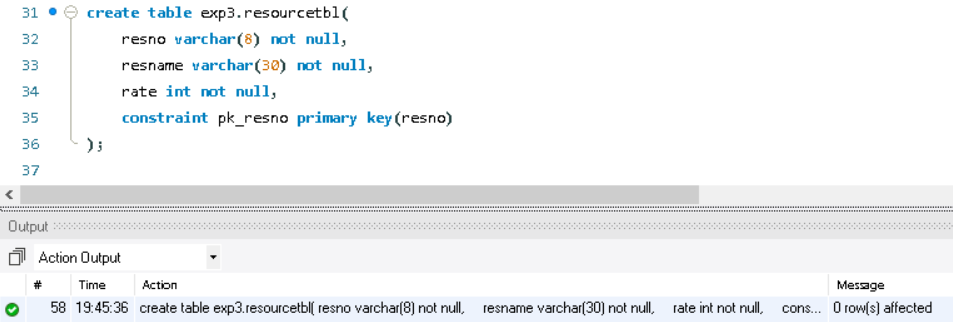 31 create table exp3.resourcetbl(
32 resno varchar(8) not null,
33 resname varchar(30) not null,
34 rate int not null,
35 constraint pk_resno primary key(resno)
36 );
37
Output
Action Output
# Time Action Message
58 19:45:36 create table exp3.resourcetbl( resno varchar(8) not null, resname varchar(30) not null, rate int not null, cons... 0 row(s) affected